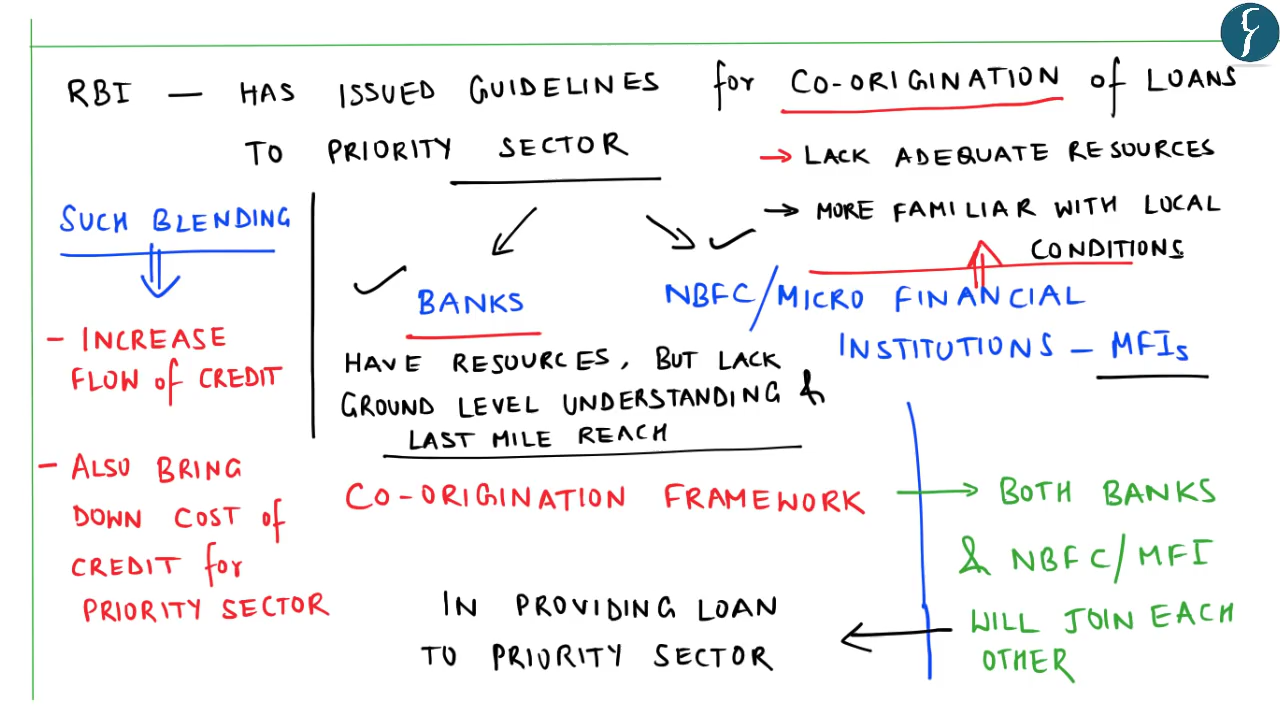 RBI — HAS ISSUED GUIDELINES for CO-ORIGINATION of LOANS
TO PRIORITY SECTOR
→ LACK ADEQUATE RESOURCES
→ MORE FAMILIAR WITH LOCAL
CONDITIONS
SUCH BLENDING
- INCREASE
FLOW of CREDIT
- ALSO BRING
DOWN COST of
CREDIT for
PRIORITY SECTOR
BANKS
HAVE RESOURCES, BUT LACK
GROUND LEVEL UNDERSTANDING &
LAST MILE REACH
NBFC/MICRO FINANCIAL
INSTITUTIONS - MFIs
CO-ORIGINATION FRAMEWORK
→ BOTH BANKS
& NBFC/MFI
WILL JOIN EACH
OTHER
IN PROVIDING LOAN
TO PRIORITY SECTOR